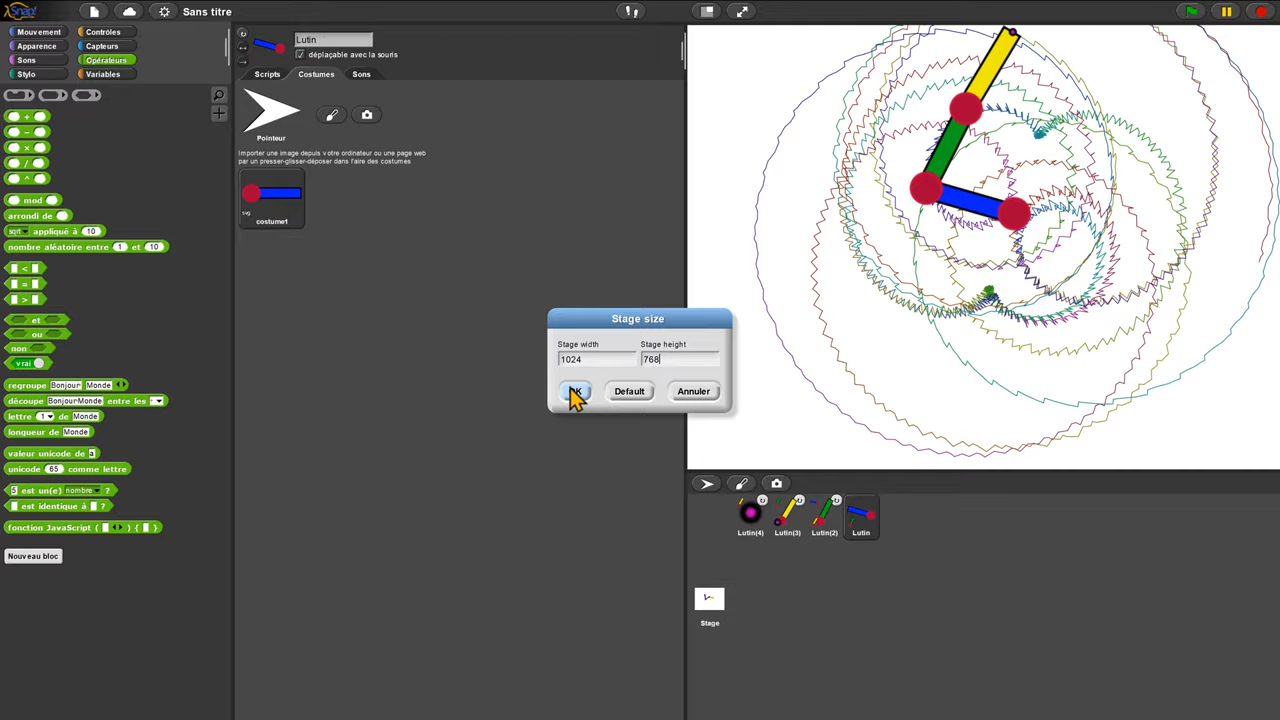 Snap! Sans titre
Mouvement Contrôles
Apparence Capteurs
Sons Opérateurs
Stylo Variables
+
−
×
/
^
mod
arrondi de
sqrt appliqué à 10
nombre aléatoire entre 1 et 10
<
=
>
et
ou
non
vrai
regroupe Bonjour Monde
découpe Bonjour Monde entre les
lettre 1 de Monde
longueur de Monde
valeur unicode de a
unicode 65 comme lettre
5 est un(e) nombre ?
est identique à ?
fonction JavaScript ( ) { }
Nouveau bloc
Lutin
déplaçable avec la souris
Scripts Costumes Sons
Pointeur
Importer une image depuis votre ordinateur ou une page web
par un presser-glisser-déposer dans l'aire des costumes
svg
costume1
Stage size
Stage width Stage height
1024 768
OK Default Annuler
Lutin(4) Lutin(3) Lutin(2) Lutin
Stage